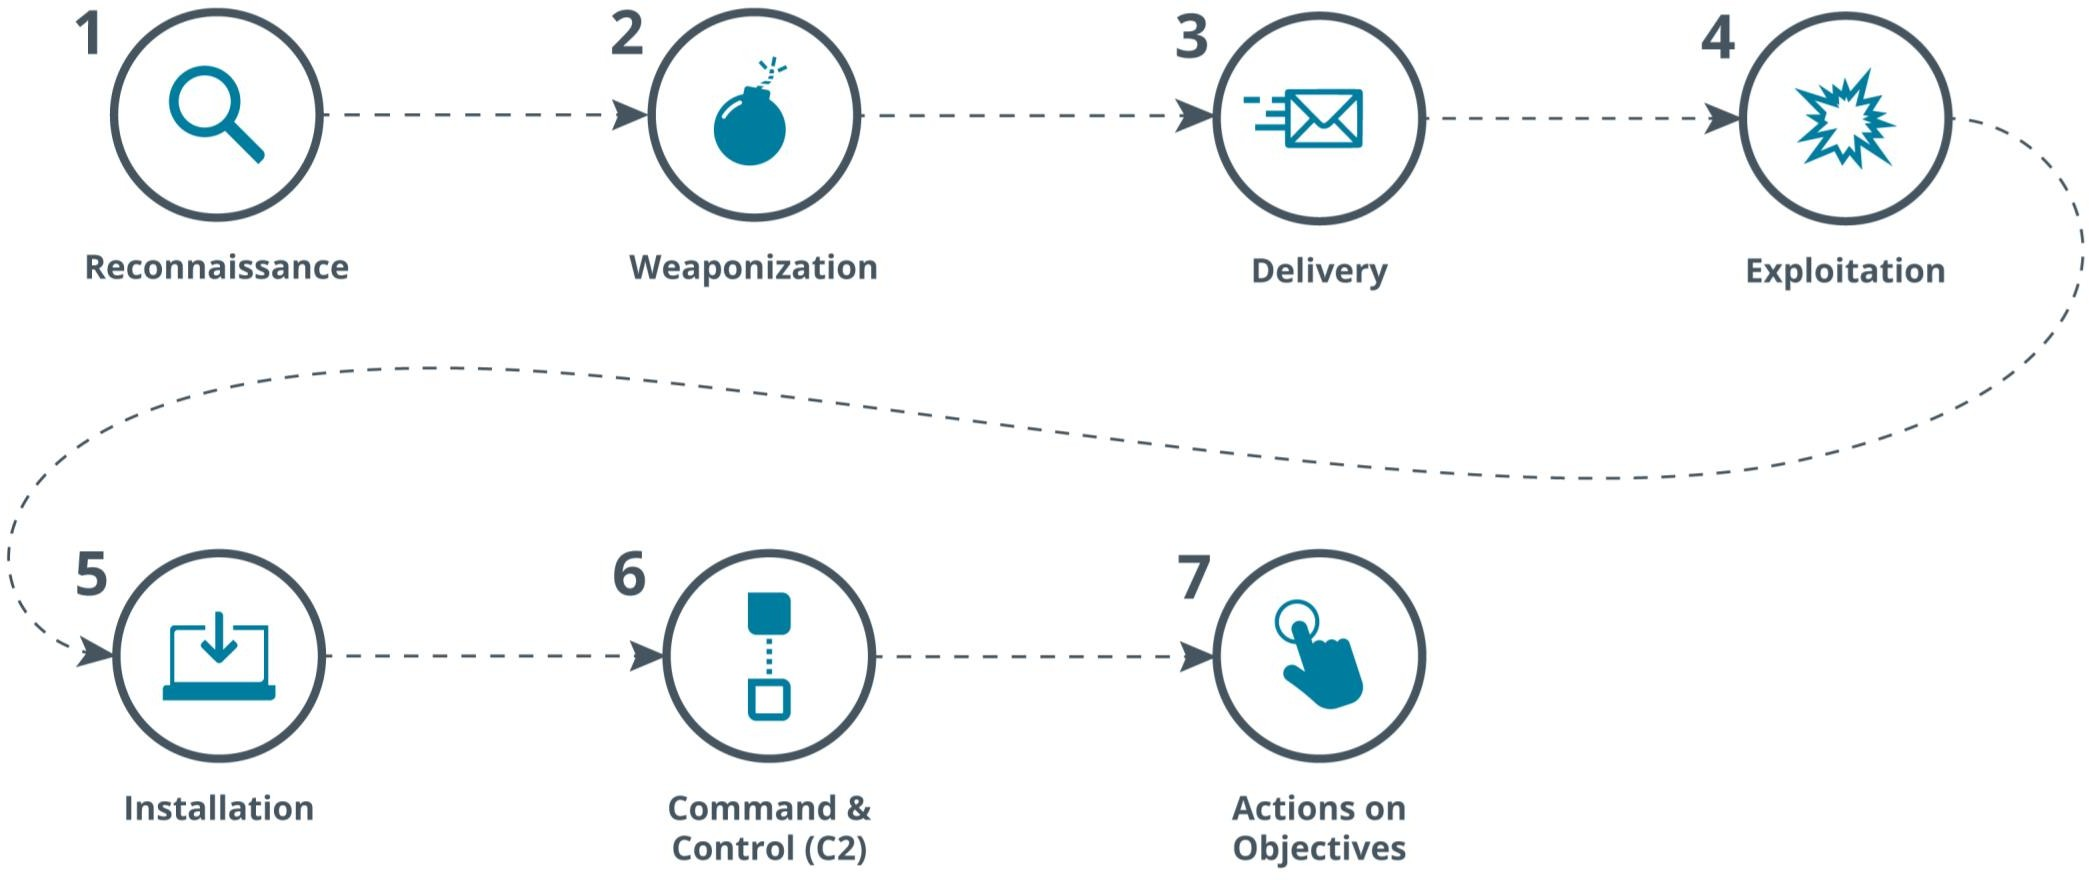 1
Reconnaissance
2
Weaponization
3
Delivery
4
Exploitation
5
Installation
6
Command &
Control (C2)
7
Actions on
Objectives